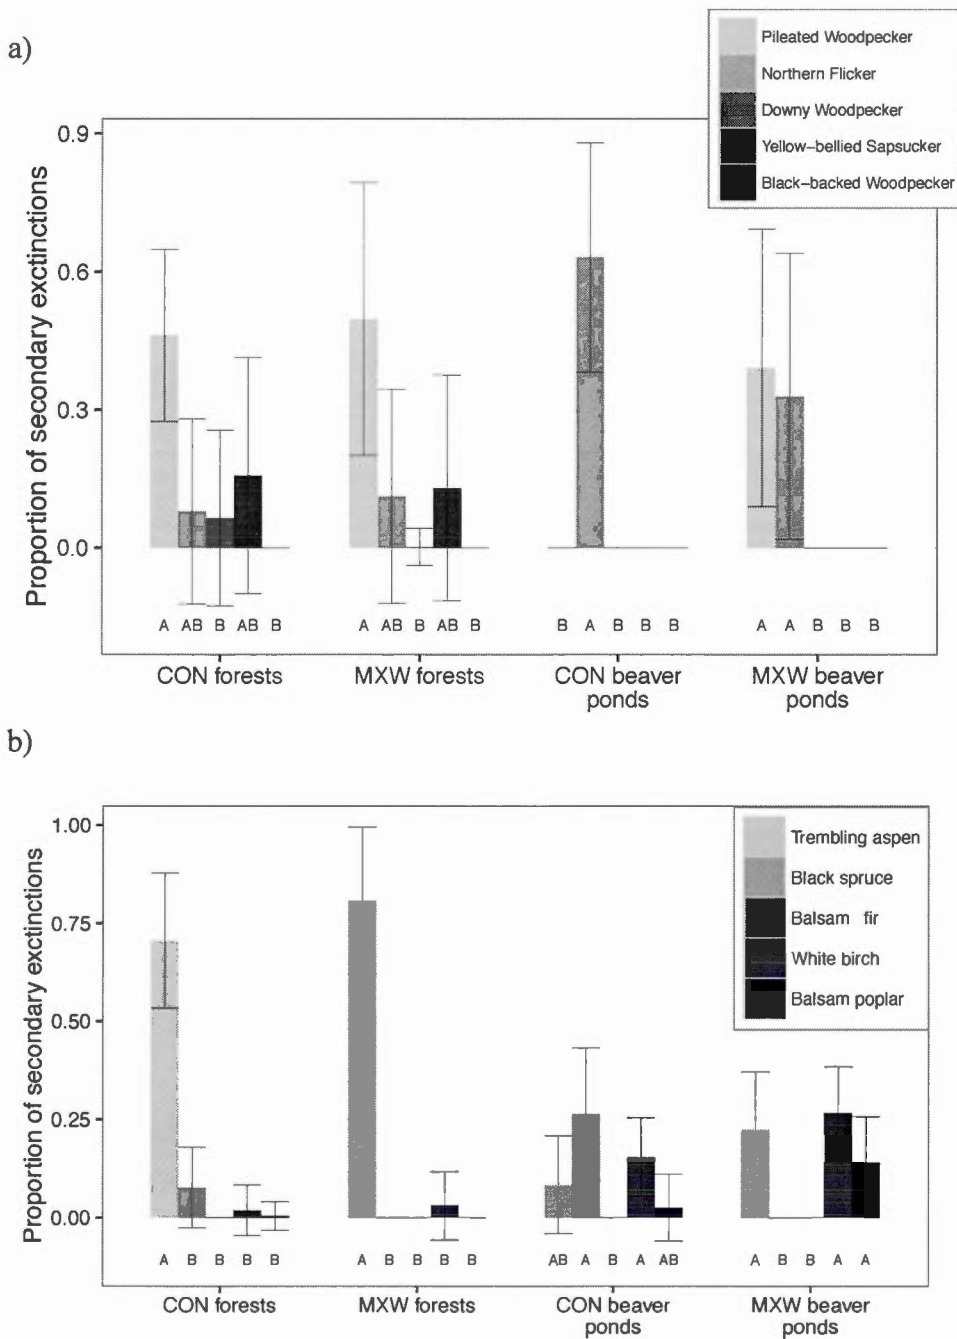 a)
Pileated Woodpecker
Northern Flicker
Downy Woodpecker
Yellow-bellied Sapsucker
Black-backed Woodpecker
Proportion of secondary exctinctions
0.9
0.6
0.3
0.0
A AB B AB B
A AB B AB B
B A B B B
A A B B B
CON forests
MXW forests
CON beaver
ponds
MXW beaver
ponds
b)
Trembling aspen
Black spruce
Balsam fir
White birch
Balsam poplar
Proportion of secondary exctinctions
1.00
0.75
0.50
0.25
0.00
A B B B B
A B B B B
AB A B A AB
A B B A A
CON forests
MXW forests
CON beaver
ponds
MXW beaver
ponds